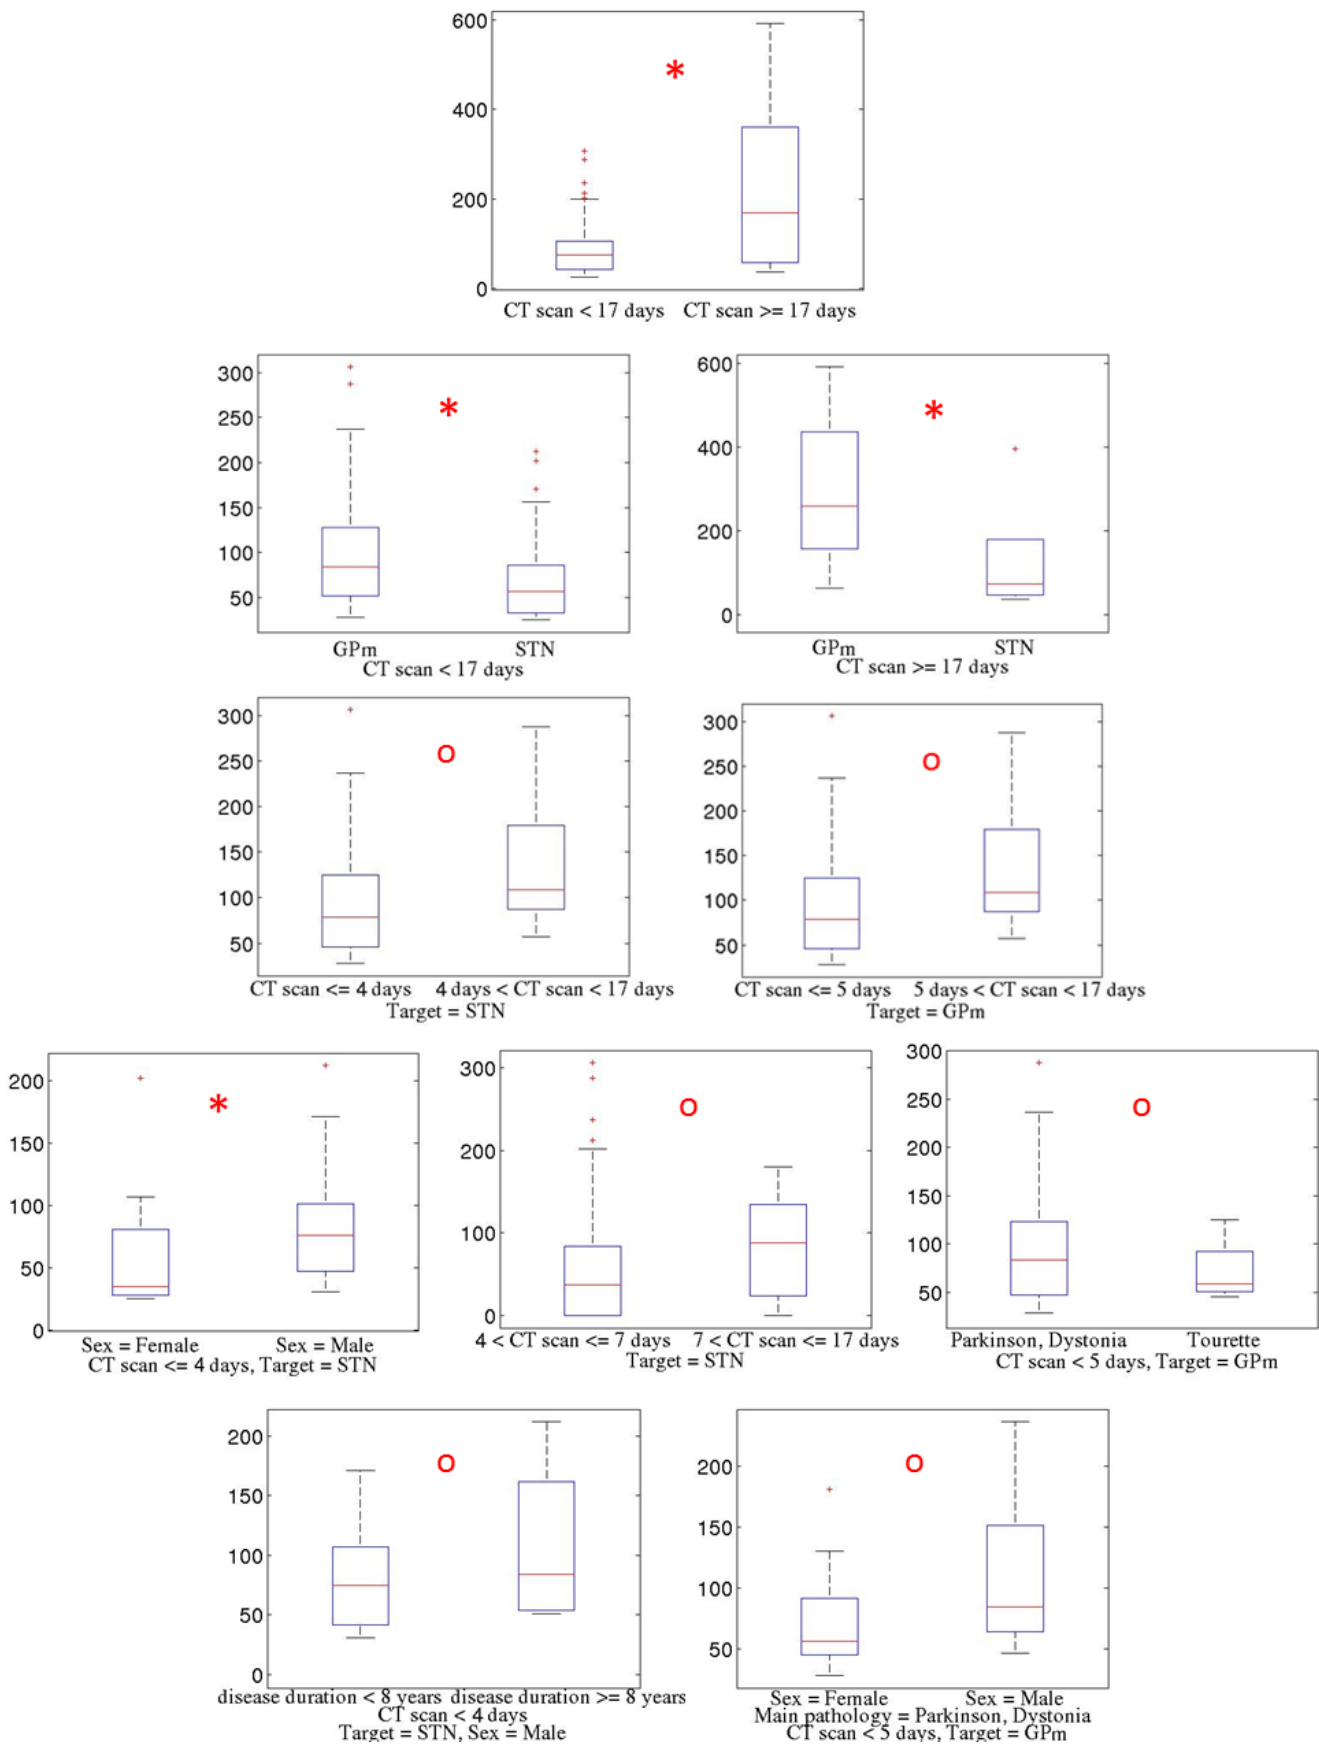 600
400
200
0
*
CT scan < 17 days CT scan >= 17 days
300
250
200
150
100
50
*
GPm STN
CT scan < 17 days
600
400
200
0
*
GPm STN
CT scan >= 17 days
300
250
200
150
100
50
o
CT scan <= 4 days 4 days < CT scan < 17 days
Target = STN
300
250
200
150
100
50
o
CT scan <= 5 days 5 days < CT scan < 17 days
Target = GPm
200
150
100
50
0
*
Sex = Female Sex = Male
CT scan <= 4 days, Target = STN
300
200
100
0
o
4 < CT scan <= 7 days 7 < CT scan <= 17 days
Target = STN
300
250
200
150
100
50
o
Parkinson, Dystonia Tourette
CT scan < 5 days, Target = GPm
200
150
100
50
0
o
disease duration < 8 years disease duration >= 8 years
CT scan < 4 days
Target = STN, Sex = Male
200
150
100
50
o
Sex = Female Sex = Male
Main pathology = Parkinson, Dystonia
CT scan < 5 days, Target = GPm